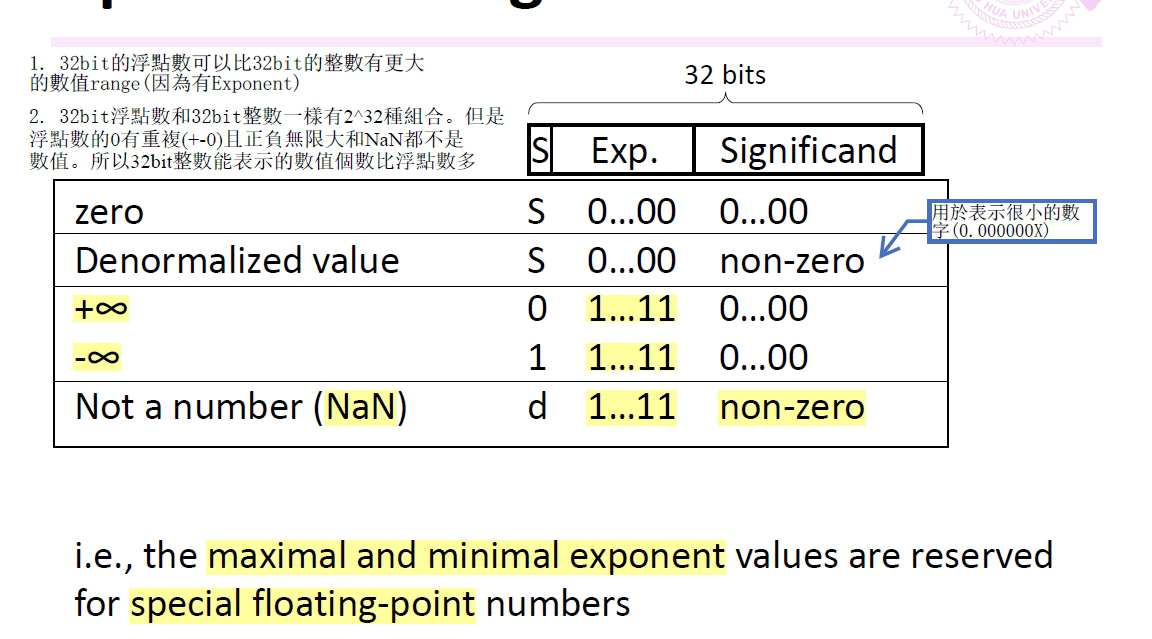 HUA UNIVER
1. 32bit的浮點數可以比32bit的整數有更大
的數值range(因為有Exponent)
32 bits
2. 32bit浮點數和32bit整數一樣有2^32種組合。但是
浮點數的0有重複(+-0)且正負無限大和NaN都不是
數值。所以32bit整數能表示的數值個數比浮點數多
S Exp. Significand
zero S 0...00 0...00
用於表示很小的數
字(0.000000X)
Denormalized value S 0...00 non-zero
+∞ 0 1...11 0...00
-∞ 1 1...11 0...00
Not a number (NaN) d 1...11 non-zero
i.e., the maximal and minimal exponent values are reserved
for special floating-point numbers